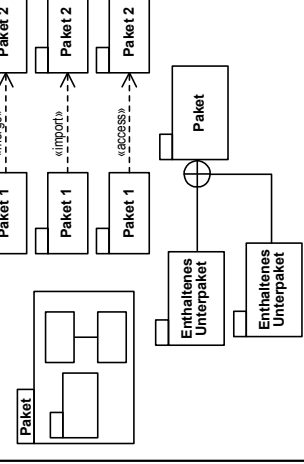 Paket
Paket 1
Paket 2
Paket 1
«import»
Paket 2
Paket 1
«access»
Paket 2
Paket
Enthaltenes
Unterpaket
Enthaltenes
Unterpaket